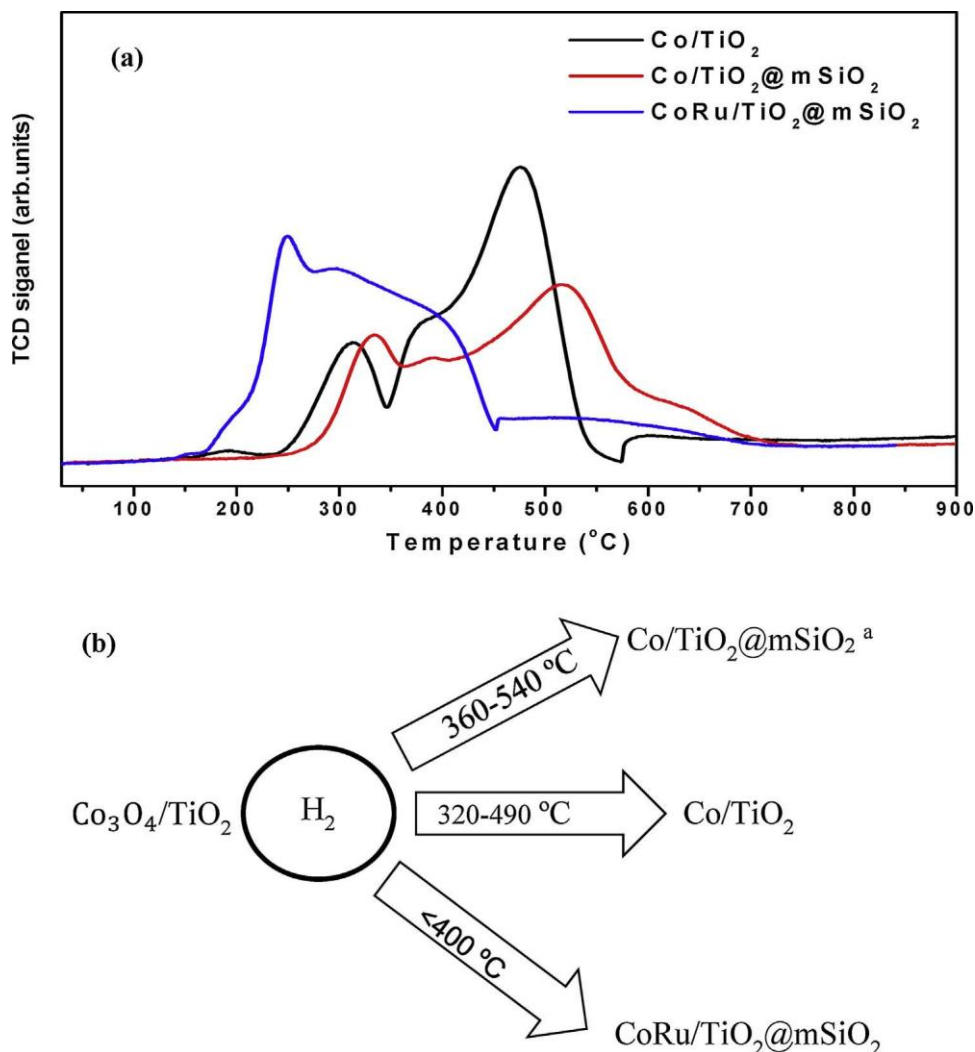 (a)
Co/TiO₂
Co/TiO₂@mSiO₂
CoRu/TiO₂@mSiO₂
TCD siganel (arb.units)
100 200 300 400 500 600 700 800 900
Temperature (°C)
(b)
Co/TiO₂@mSiO₂ ᵃ
360-540 ºC
Co₃O₄/TiO₂
H₂
320-490 ºC
Co/TiO₂
<400 ºC
CoRu/TiO₂@mSiO₂